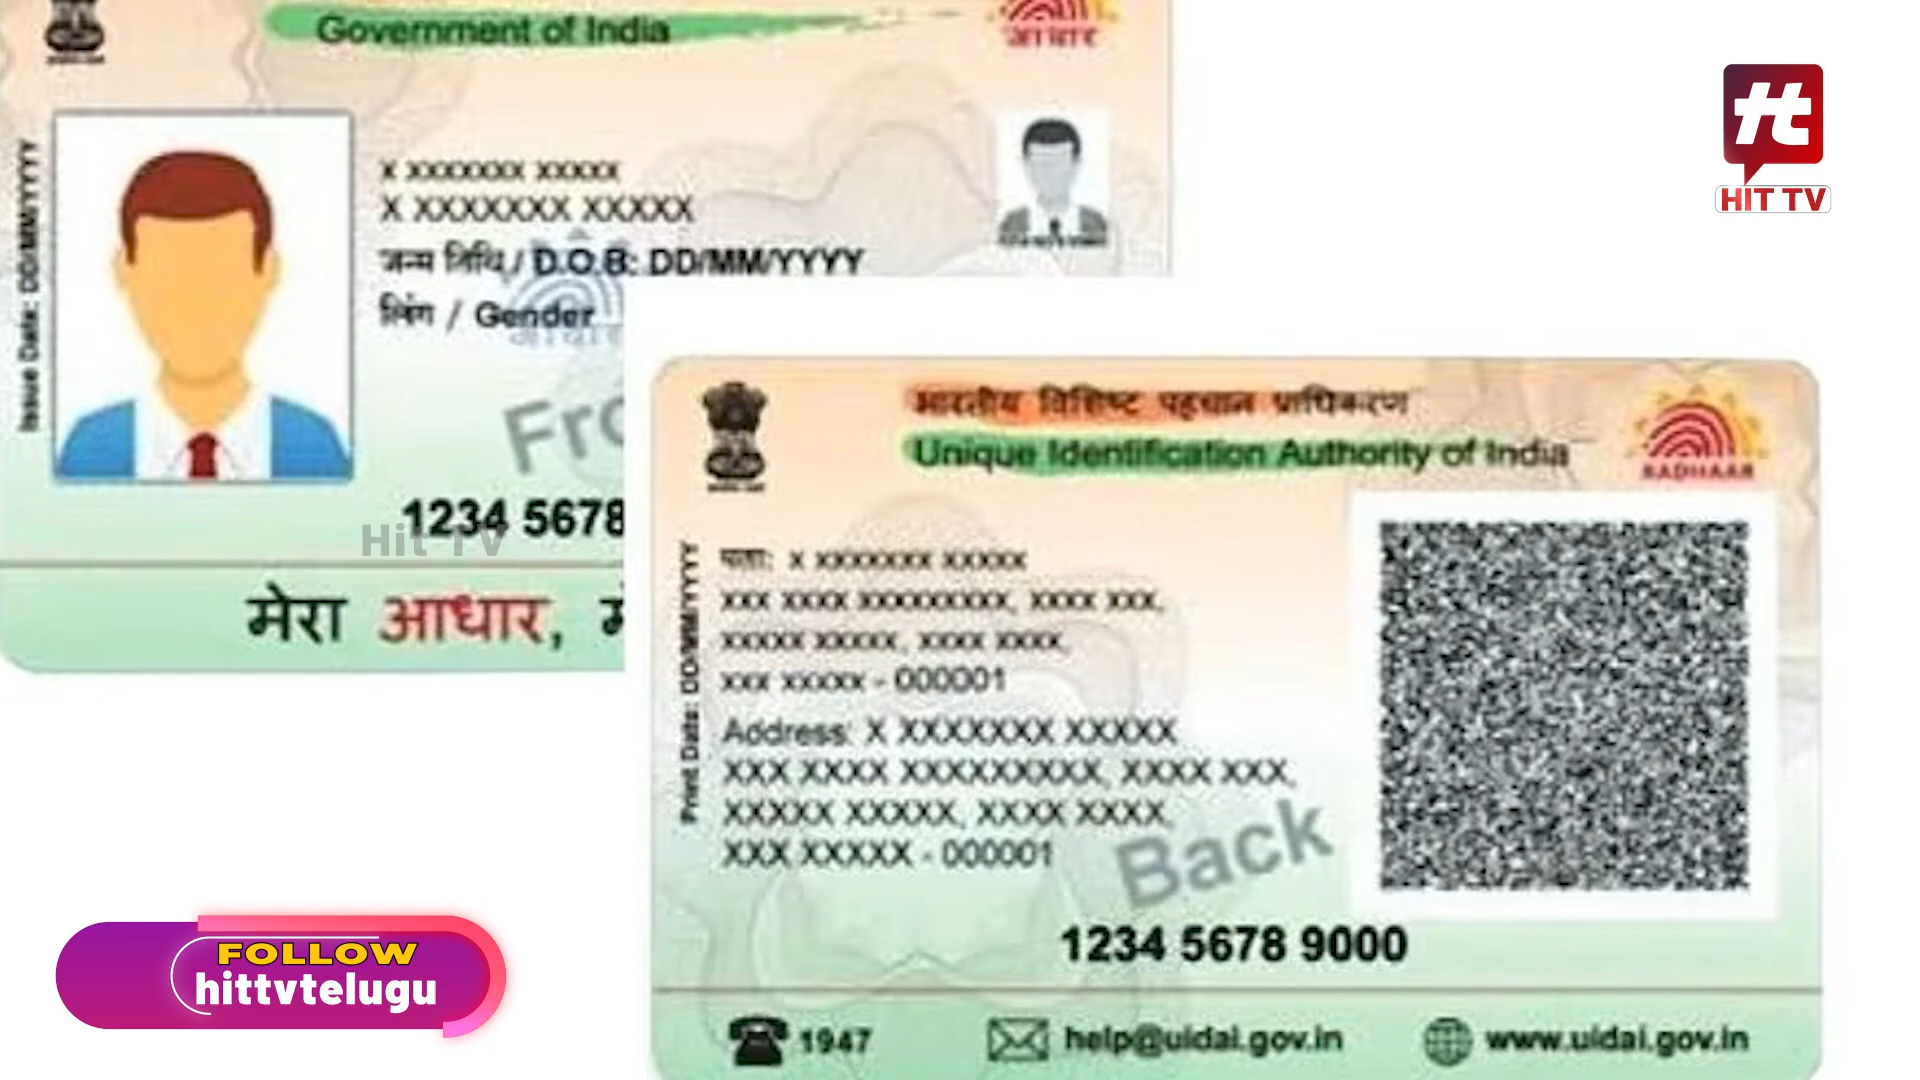 Government of India
आधार
Issue Date: DD/MM/YYYY
X XXXXXXX XXXXX
X XXXXXXX XXXXX
जन्म तिथि / D.O.B: DD/MM/YYYY
लिंग / Gender
आधार
Fro
1234 5678
Hit TV
मेरा आधार,
HIT TV
भारतीय विशिष्ट पहचान प्राधिकरण
Unique Identification Authority of India
AADHAAR
Print Date: DD/MM/YYYY
पता: X XXXXXXX XXXXX
XXX XXXX XXXXXXXXX, XXXX XXX,
XXXXX XXXXX, XXXX XXXX,
XXX XXXXX - 000001
Address: X XXXXXXX XXXXX
XXX XXXX XXXXXXXXX, XXXX XXX,
XXXXX XXXXX, XXXX XXXX
XXX XXXXX - 000001
Back
1234 5678 9000
1947
help@uidai.gov.in
www.uidai.gov.in
FOLLOW
hittvtelugu